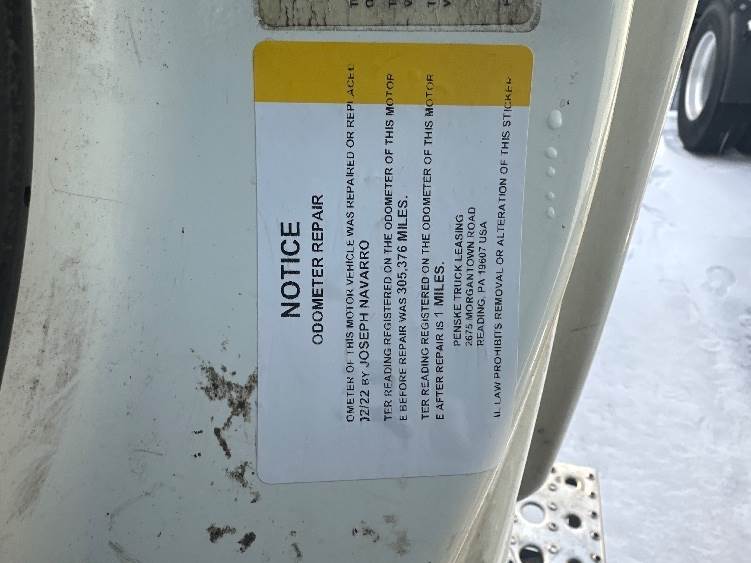 NOTICE
ODOMETER REPAIR
OMETER OF THIS MOTOR VEHICLE WAS REPAIRED OR REPLACED
02/22 BY JOSEPH NAVARRO
TER READING REGISTERED ON THE ODOMETER OF THIS MOTOR
E BEFORE REPAIR WAS 305,376 MILES.
TER READING REGISTERED ON THE ODOMETER OF THIS MOTOR
E AFTER REPAIR IS 1 MILES.
PENSKE TRUCK LEASING
2675 MORGANTOWN ROAD
READING, PA 19607 USA
LAW PROHIBITS REMOVAL OR ALTERATION OF THIS STICKER